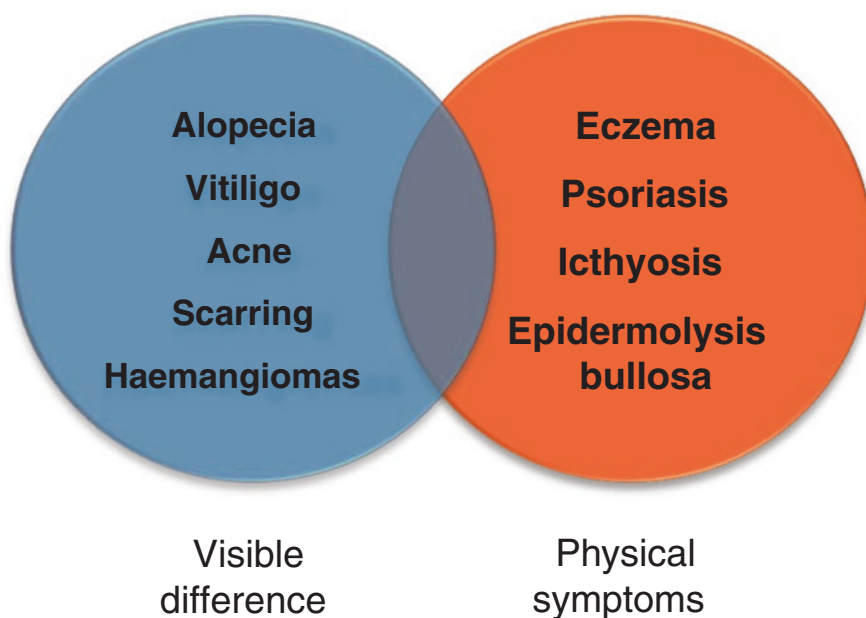 Alopecia
Vitiligo
Acne
Scarring
Haemangiomas
Eczema
Psoriasis
Icthyosis
Epidermolysis
bullosa
Visible
difference
Physical
symptoms